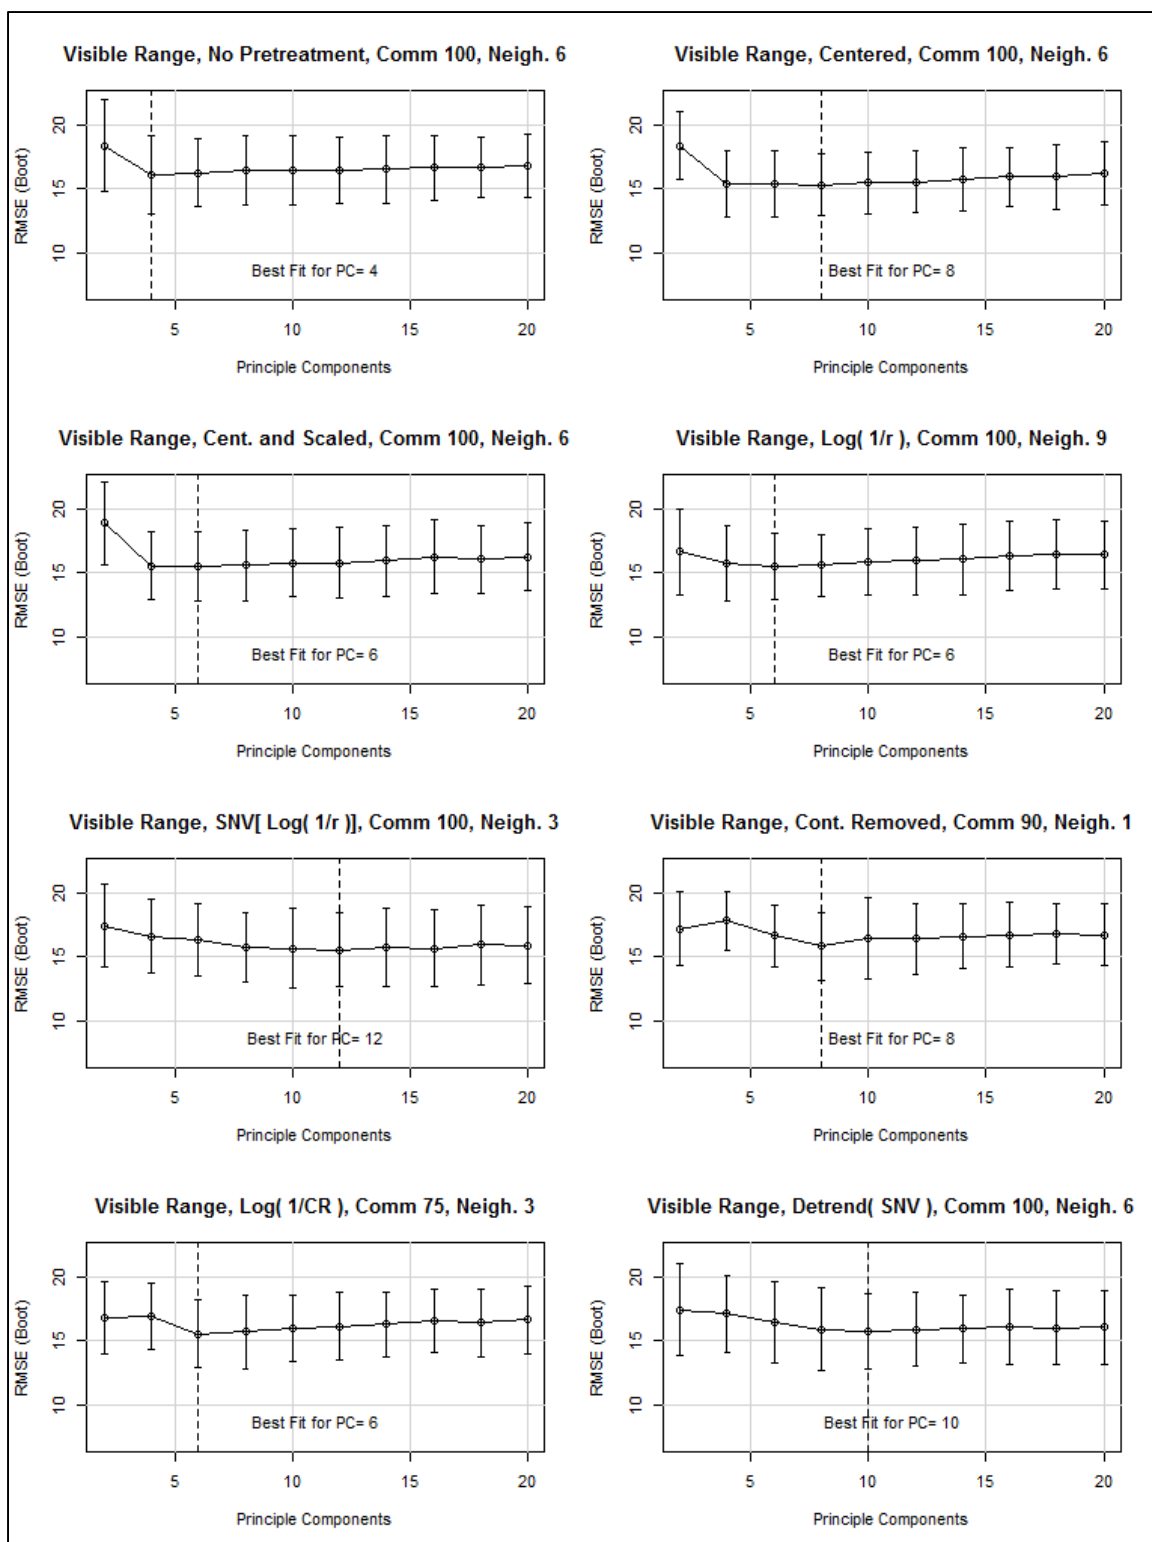 Visible Range, No Pretreatment, Comm 100, Neigh. 6
RMSE (Boot)
20
15
10
Best Fit for PC= 4
5 10 15 20
Principle Components
Visible Range, Centered, Comm 100, Neigh. 6
RMSE (Boot)
20
15
10
Best Fit for PC= 8
5 10 15 20
Principle Components
Visible Range, Cent. and Scaled, Comm 100, Neigh. 6
RMSE (Boot)
20
15
10
Best Fit for PC= 6
5 10 15 20
Principle Components
Visible Range, Log( 1/r ), Comm 100, Neigh. 9
RMSE (Boot)
20
15
10
Best Fit for PC= 6
5 10 15 20
Principle Components
Visible Range, SNV[ Log( 1/r )], Comm 100, Neigh. 3
RMSE (Boot)
20
15
10
Best Fit for PC= 12
5 10 15 20
Principle Components
Visible Range, Cont. Removed, Comm 90, Neigh. 1
RMSE (Boot)
20
15
10
Best Fit for PC= 8
5 10 15 20
Principle Components
Visible Range, Log( 1/CR ), Comm 75, Neigh. 3
RMSE (Boot)
20
15
10
Best Fit for PC= 6
5 10 15 20
Principle Components
Visible Range, Detrend( SNV ), Comm 100, Neigh. 6
RMSE (Boot)
20
15
10
Best Fit for PC= 10
5 10 15 20
Principle Components